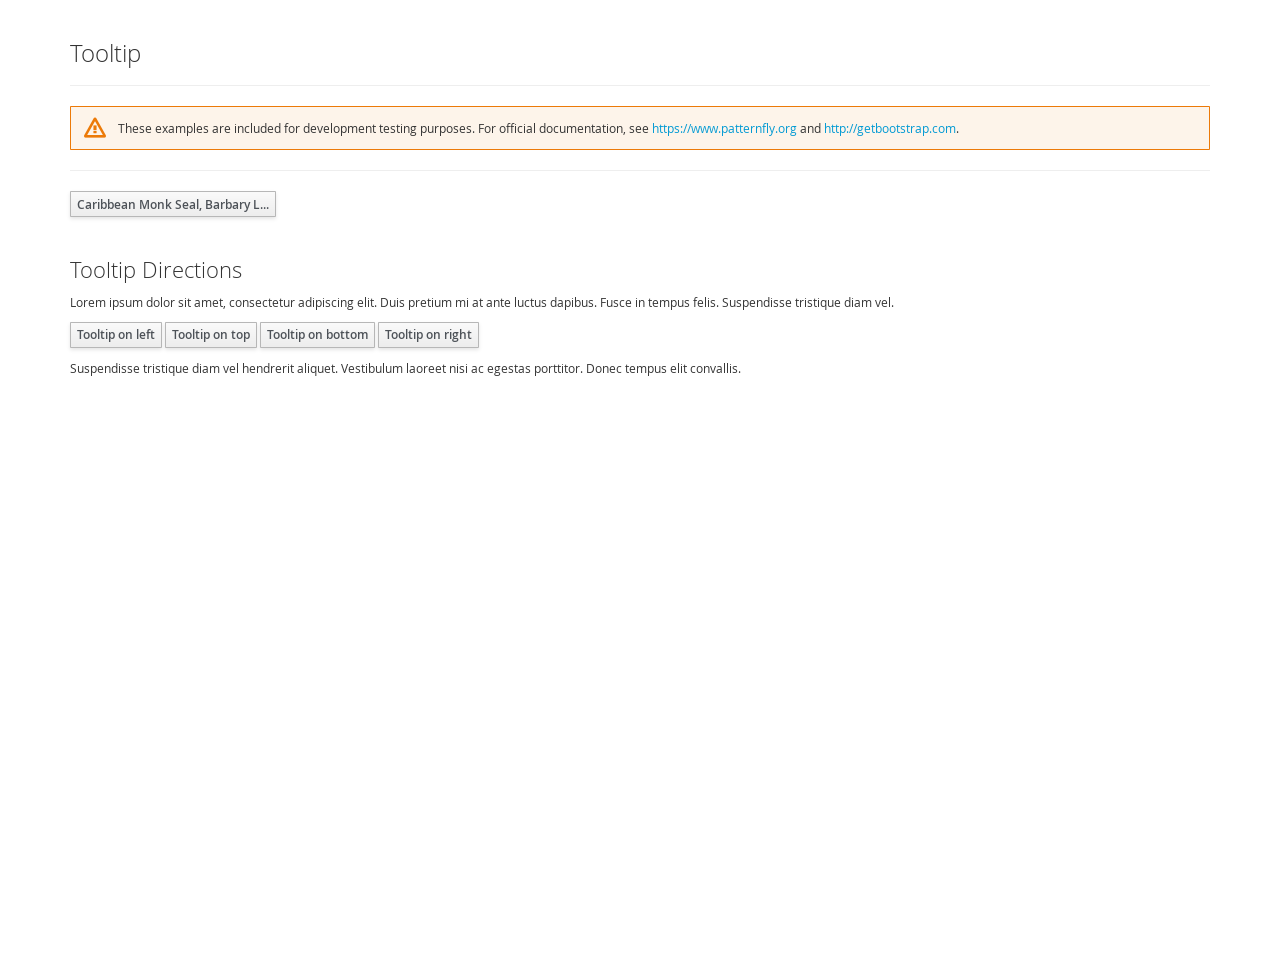 Tooltip
These examples are included for development testing purposes. For official documentation, see https://www.patternfly.org and http://getbootstrap.com.
Caribbean Monk Seal, Barbary L...
Tooltip Directions
Lorem ipsum dolor sit amet, consectetur adipiscing elit. Duis pretium mi at ante luctus dapibus. Fusce in tempus felis. Suspendisse tristique diam vel.
Tooltip on left Tooltip on top Tooltip on bottom Tooltip on right
Suspendisse tristique diam vel hendrerit aliquet. Vestibulum laoreet nisi ac egestas porttitor. Donec tempus elit convallis.